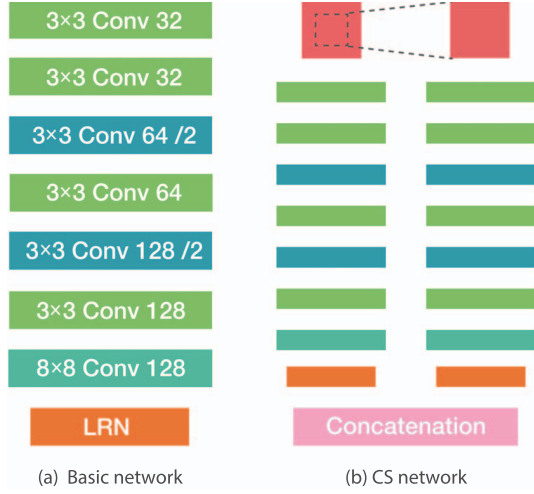 3×3 Conv 32
3×3 Conv 32
3×3 Conv 64 /2
3×3 Conv 64
3×3 Conv 128 /2
3×3 Conv 128
8×8 Conv 128
LRN
Concatenation
(a) Basic network
(b) CS network